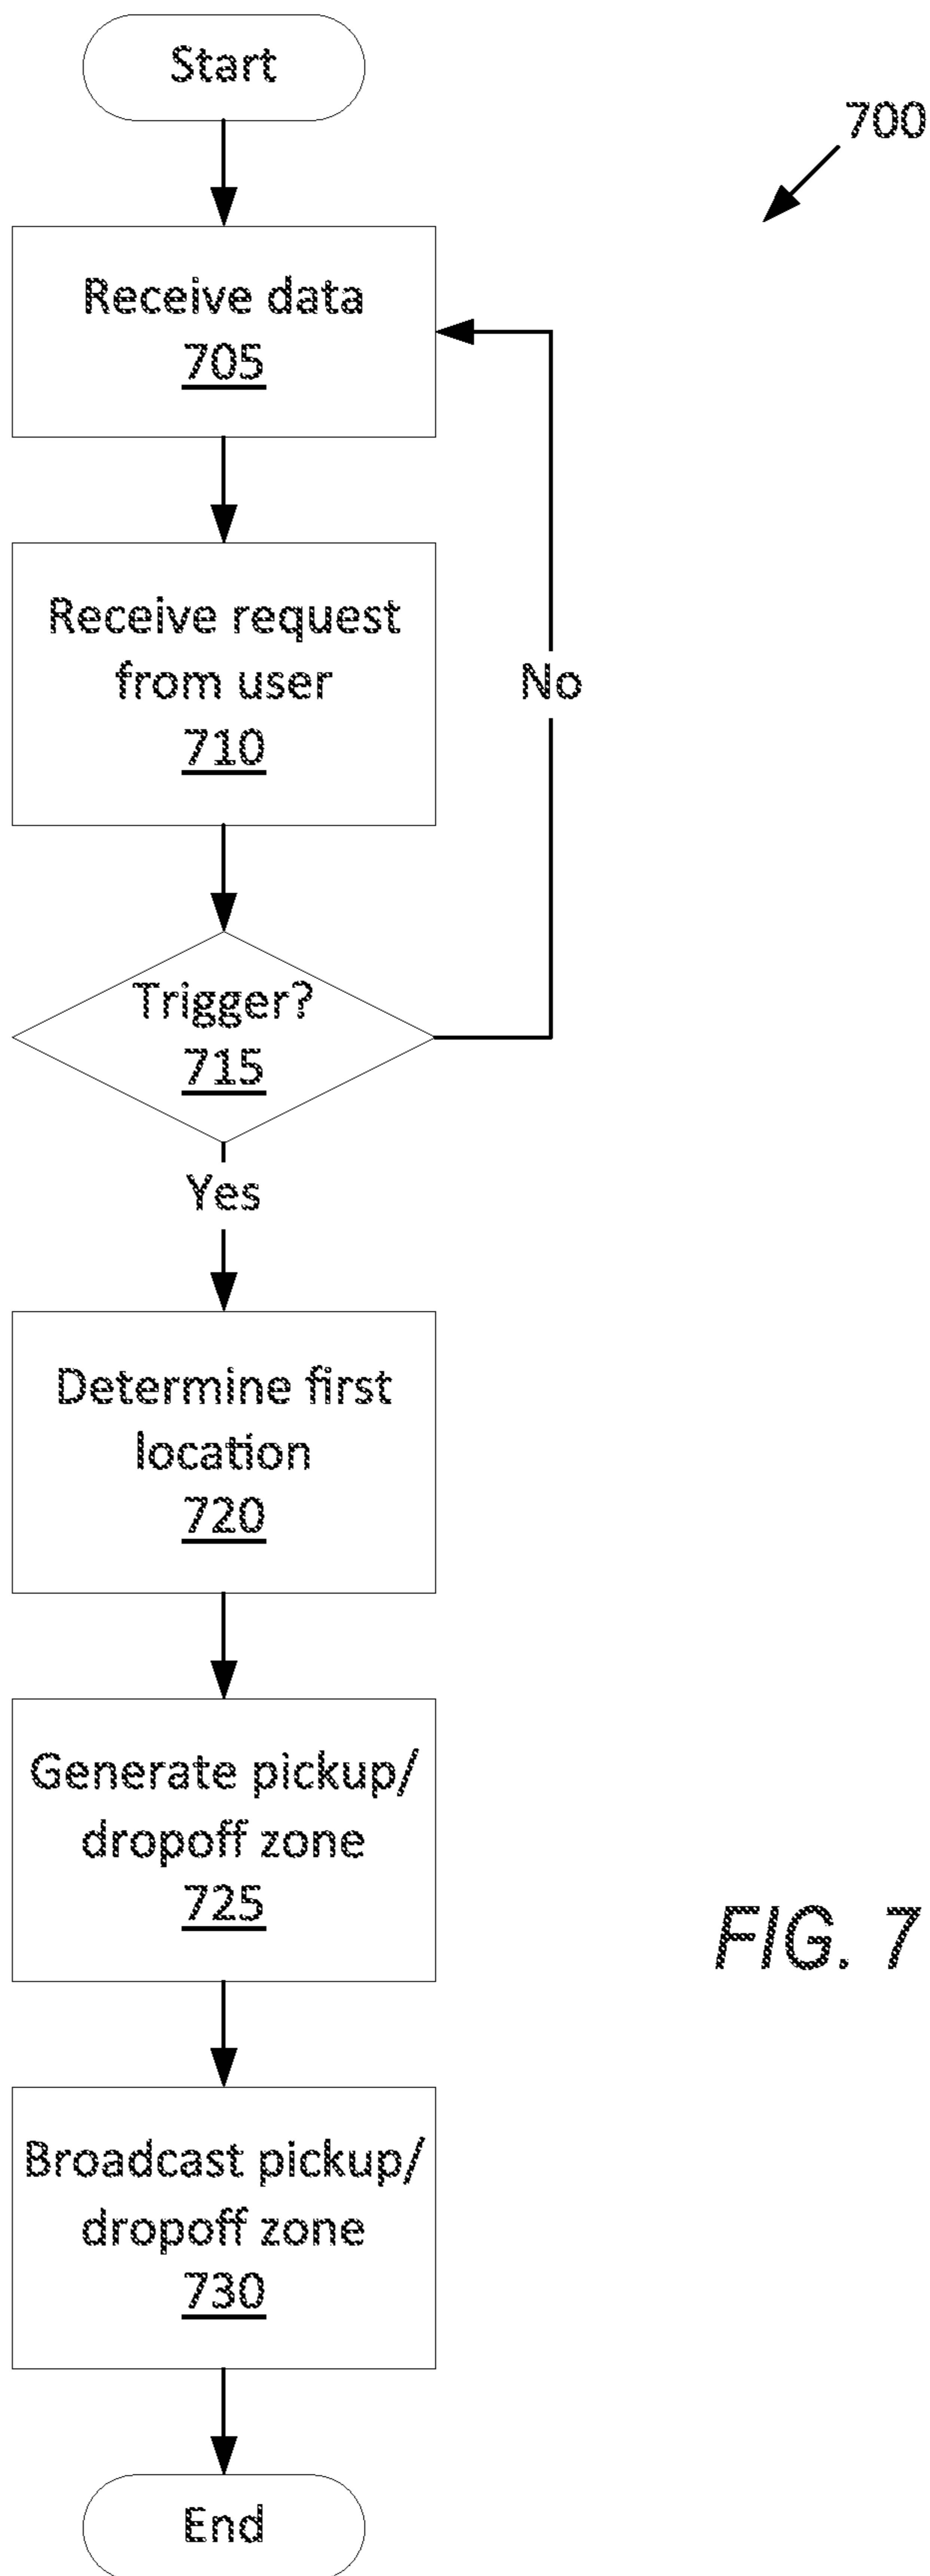 Start
700
Receive data
705
Receive request
from user
710
No
Trigger?
715
Yes
Determine first
location
720
Generate pickup/
dropoff zone
725
FIG. 7
Broadcast pickup/
dropoff zone
730
End